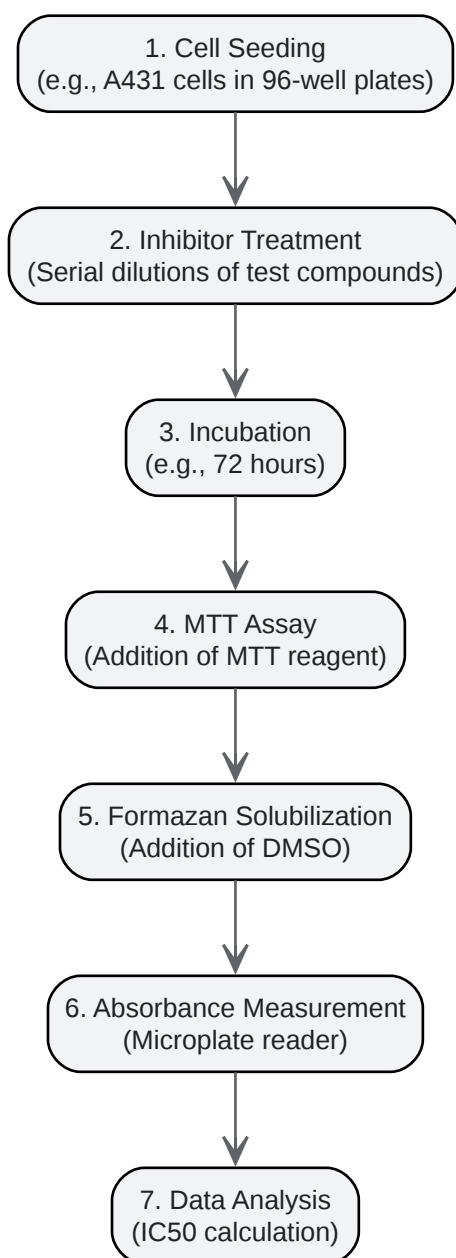 1. Cell Seeding
(e.g., A431 cells in 96-well plates)
2. Inhibitor Treatment
(Serial dilutions of test compounds)
3. Incubation
(e.g., 72 hours)
4. MTT Assay
(Addition of MTT reagent)
5. Formazan Solubilization
(Addition of DMSO)
6. Absorbance Measurement
(Microplate reader)
7. Data Analysis
(IC50 calculation)